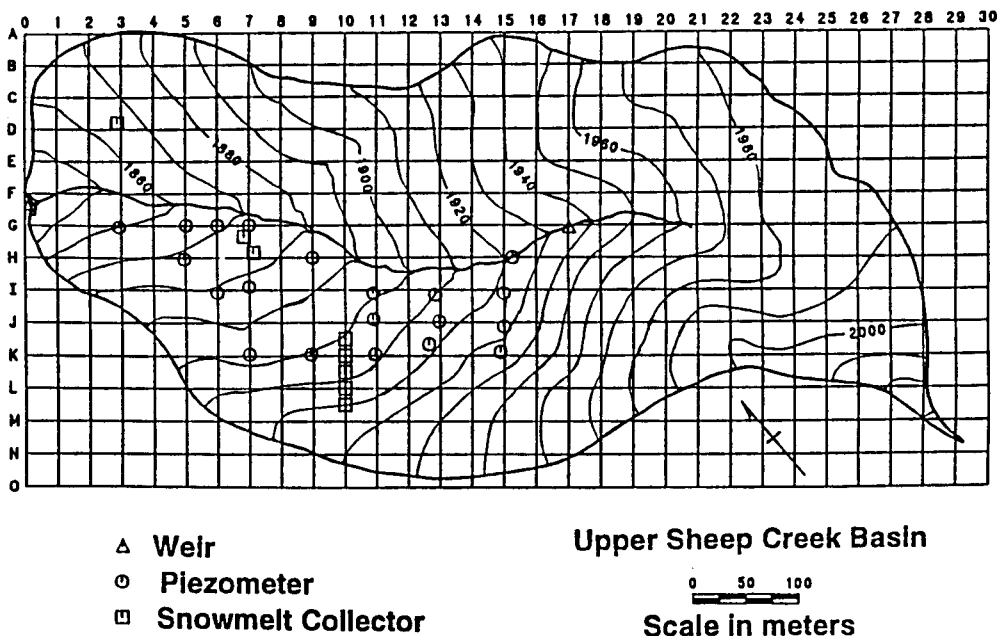 0 1 2 3 4 5 6 7 8 9 10 11 12 13 14 15 16 17 18 19 20 21 22 23 24 25 26 27 28 29 30
A
B
C
D
E
F
G
H
I
J
K
L
M
N
O
1860
1880
1900
1920
1940
1960
1980
2000
Weir
Piezometer
Snowmelt Collector
Upper Sheep Creek Basin
0 50 100
Scale in meters